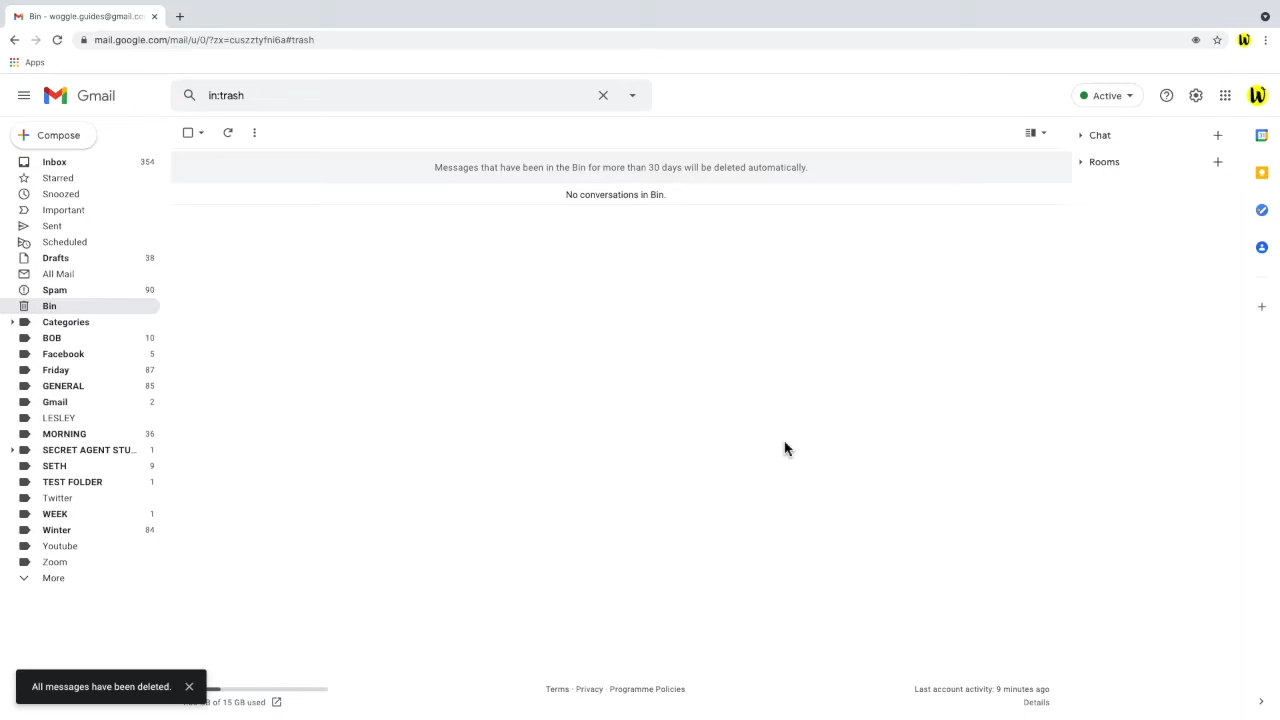 Bin - woggle.guides@gmail.co
mail.google.com/mail/u/0/?zx=cuszztyfni6a#trash
Apps
Gmail
in:trash
Active
Compose
Messages that have been in the Bin for more than 30 days will be deleted automatically.
No conversations in Bin.
Chat
Rooms
Inbox 354
Starred
Snoozed
Important
Sent
Scheduled
Drafts 38
All Mail
Spam 90
Bin
Categories
BOB 10
Facebook 5
Friday 87
GENERAL 85
Gmail 2
LESLEY
MORNING 36
SECRET AGENT STU... 1
SETH 9
TEST FOLDER 1
Twitter
WEEK 1
Winter 84
Youtube
Zoom
More
All messages have been deleted.
of 15 GB used
Terms · Privacy · Programme Policies
Last account activity: 9 minutes ago
Details